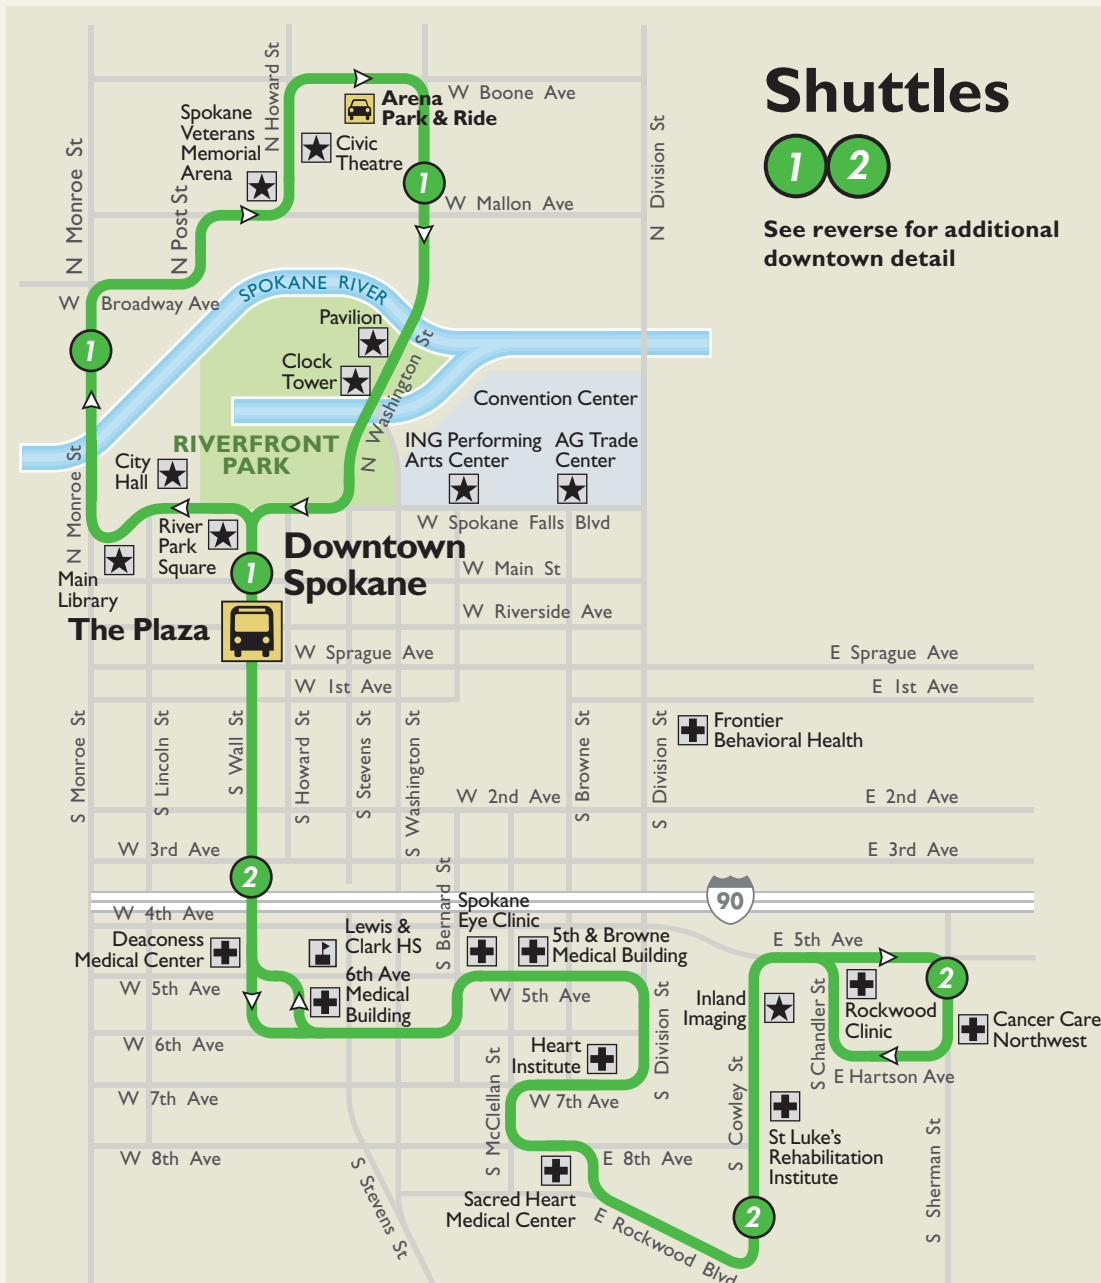 Shuttles
1 2
See reverse for additional
downtown detail
N Howard St
Arena
Park & Ride
W Boone Ave
Spokane
Veterans
Memorial
Arena
Civic
Theatre
N Monroe St
N Division St
1
W Mallon Ave
N Post St
W Broadway Ave
SPOKANE RIVER
Pavilion
1
Clock
Tower
N Washington St
Convention Center
RIVERFRONT
PARK
ING Performing
Arts Center
AG Trade
Center
City
Hall
N Monroe St
W Spokane Falls Blvd
River
Park
Square
Downtown
Spokane
1
Main
Library
W Main St
W Riverside Ave
The Plaza
W Sprague Ave
E Sprague Ave
W 1st Ave
E 1st Ave
S Monroe St
S Lincoln St
S Wall St
S Howard St
S Stevens St
S Washington St
S Browne St
S Division St
Frontier
Behavioral Health
W 2nd Ave
E 2nd Ave
W 3rd Ave
E 3rd Ave
2
S Bernard St
90
W 4th Ave
Spokane
Eye Clinic
Deaconess
Medical Center
Lewis &
Clark HS
5th & Browne
Medical Building
E 5th Ave
6th Ave
Medical
Building
W 5th Ave
W 5th Ave
S Division St
Inland
Imaging
S Chandler St
Rockwood
Clinic
2
Cancer Care
Northwest
W 6th Ave
Heart
Institute
E Hartson Ave
W 7th Ave
W 7th Ave
S McClellan St
S Cowley St
St Luke's
Rehabilitation
Institute
W 8th Ave
E 8th Ave
S Stevens St
Sacred Heart
Medical Center
E Rockwood Blvd
2
S Sherman St